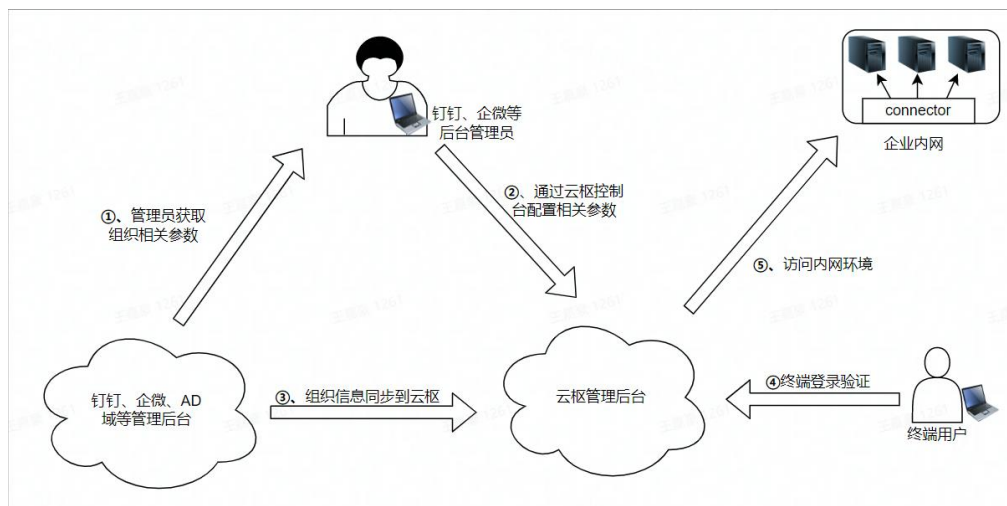 钉钉、企微等
后台管理员
connector
企业内网
①、管理员获取
组织相关参数
②、通过云枢控制
台配置相关参数
⑤、访问内网环境
钉钉、企微、AD
域等管理后台
③、组织信息同步到云枢
云枢管理后台
④终端登录验证
终端用户